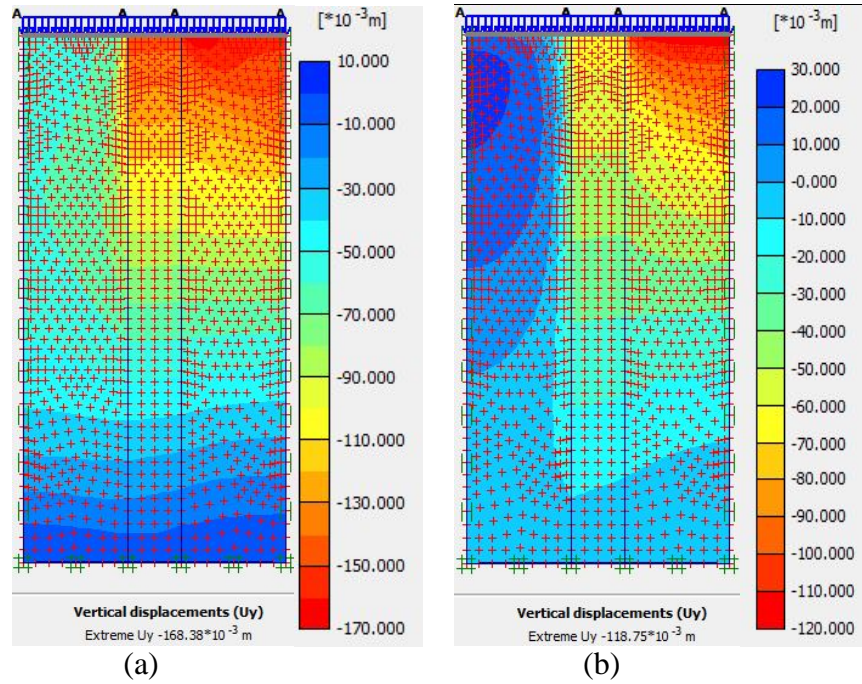 A A A A
[*10 -3 m]
10.000
-10.000
-30.000
-50.000
-70.000
-90.000
-110.000
-130.000
-150.000
-170.000
Vertical displacements (Uy)
Extreme Uy -168.38*10 -3 m
(a)
A A A A
[*10 -3 m]
30.000
20.000
10.000
-0.000
-10.000
-20.000
-30.000
-40.000
-50.000
-60.000
-70.000
-80.000
-90.000
-100.000
-110.000
-120.000
Vertical displacements (Uy)
Extreme Uy -118.75*10 -3 m
(b)